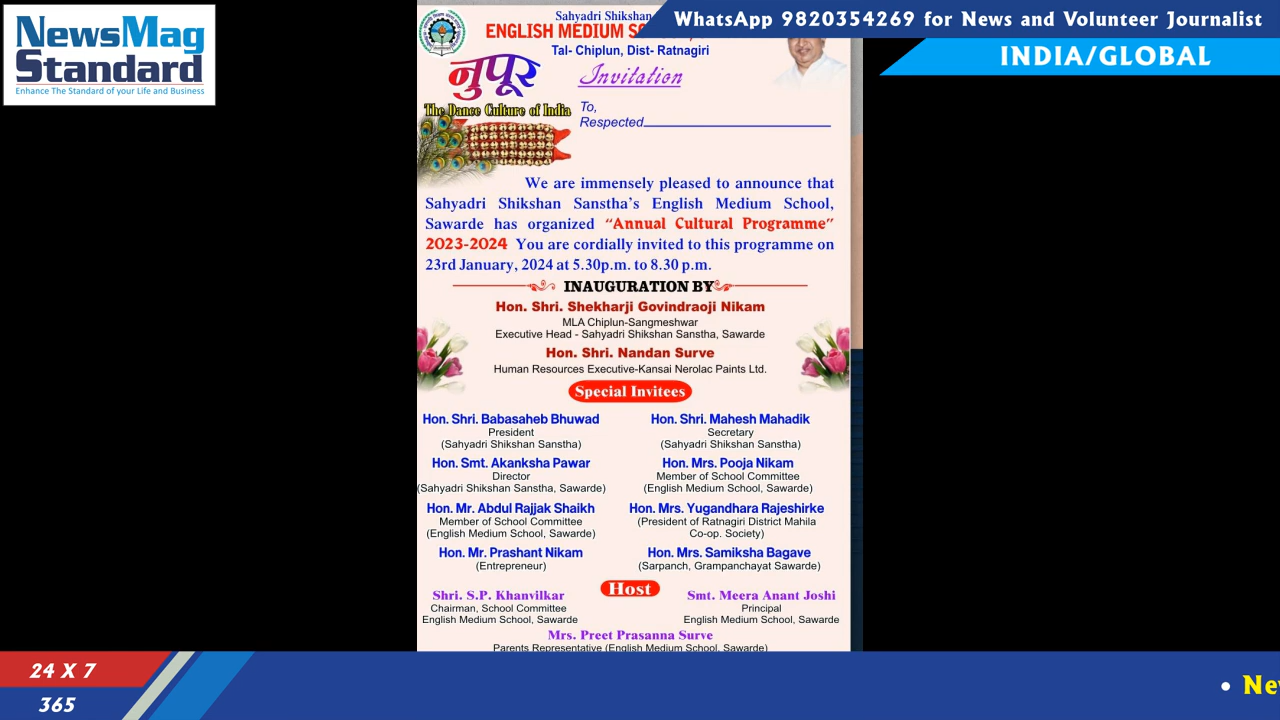 NewsMag
Standard
Enhance The Standard of your Life and Business
WhatsApp 9820354269 for News and Volunteer Journalist
INDIA/GLOBAL
Sahyadri Shikshan
ENGLISH MEDIUM
Tal- Chiplun, Dist- Ratnagiri
नुपूर
The Dance Culture of India
Invitation
To,
Respected
We are immensely pleased to announce that
Sahyadri Shikshan Sanstha's English Medium School,
Sawarde has organized “Annual Cultural Programme”
2023-2024 You are cordially invited to this programme on
23rd January, 2024 at 5.30p.m. to 8.30 p.m.
INAUGURATION BY
Hon. Shri. Shekharji Govindraoji Nikam
MLA Chiplun-Sangmeshwar
Executive Head - Sahyadri Shikshan Sanstha, Sawarde
Hon. Shri. Nandan Surve
Human Resources Executive-Kansai Nerolac Paints Ltd.
Special Invitees
Hon. Shri. Babasaheb Bhuwad
President
(Sahyadri Shikshan Sanstha)
Hon. Shri. Mahesh Mahadik
Secretary
(Sahyadri Shikshan Sanstha)
Hon. Smt. Akanksha Pawar
Director
(Sahyadri Shikshan Sanstha, Sawarde)
Hon. Mrs. Pooja Nikam
Member of School Committee
(English Medium School, Sawarde)
Hon. Mr. Abdul Rajjak Shaikh
Member of School Committee
(English Medium School, Sawarde)
Hon. Mrs. Yugandhara Rajeshirke
(President of Ratnagiri District Mahila
Co-op. Society)
Hon. Mr. Prashant Nikam
(Entrepreneur)
Hon. Mrs. Samiksha Bagave
(Sarpanch, Grampanchayat Sawarde)
Host
Shri. S.P. Khanvilkar
Chairman, School Committee
English Medium School, Sawarde
Smt. Meera Anant Joshi
Principal
English Medium School, Sawarde
Mrs. Preet Prasanna Surve
Parents Representative (English Medium School, Sawarde)
24 X 7
365